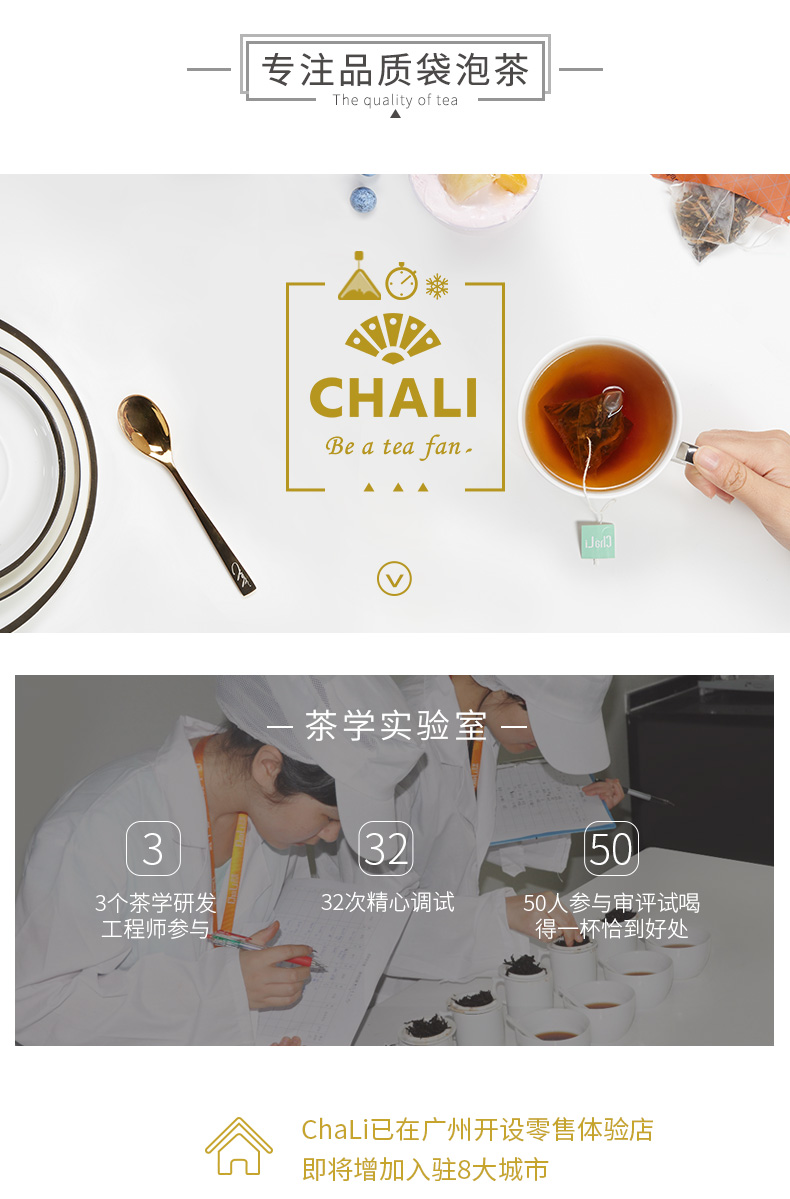 专注品质袋泡茶
The quality of tea
CHALI
Be a tea fan
ChaLi
— 茶学实验室 —
3
32
50
3个茶学研发
工程师参与
32次精心调试
50人参与审评试喝
得一杯恰到好处
ChaLi已在广州开设零售体验店
即将增加入驻8大城市